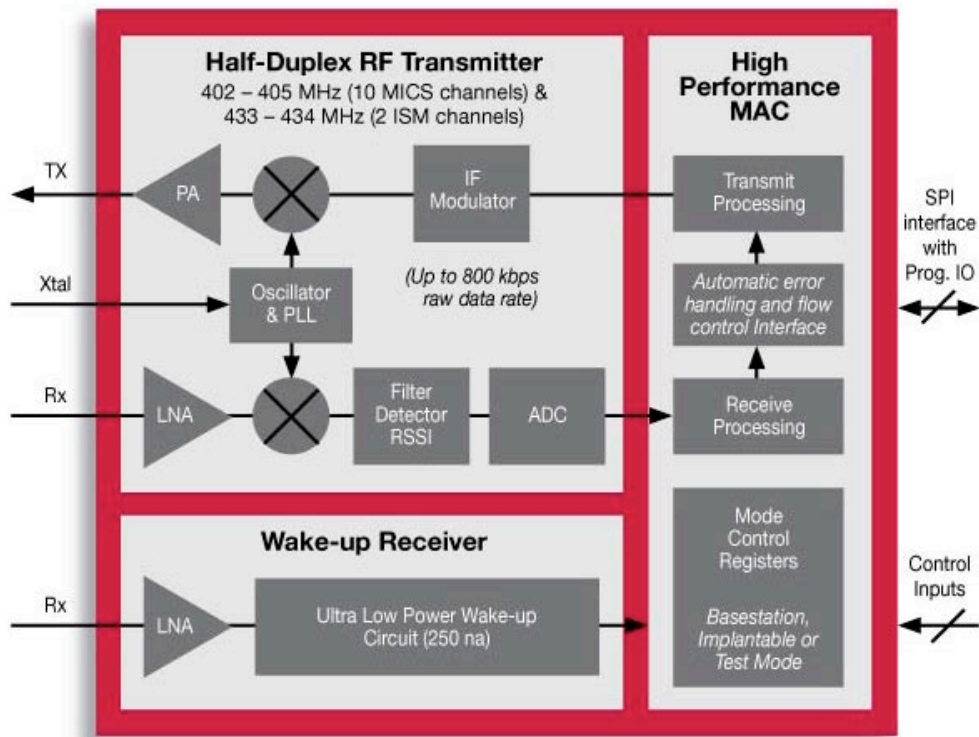 Half-Duplex RF Transmitter
402 – 405 MHz (10 MICS channels) &
433 – 434 MHz (2 ISM channels)
High
Performance
MAC
TX
PA
IF
Modulator
Transmit
Processing
SPI
interface
with
Prog. IO
Xtal
Oscillator
& PLL
(Up to 800 kbps
raw data rate)
Automatic error
handling and flow
control Interface
Rx
LNA
Filter
Detector
RSSI
ADC
Receive
Processing
Wake-up Receiver
Rx
LNA
Ultra Low Power Wake-up
Circuit (250 na)
Mode
Control
Registers
Basestation,
Implantable or
Test Mode
Control
Inputs